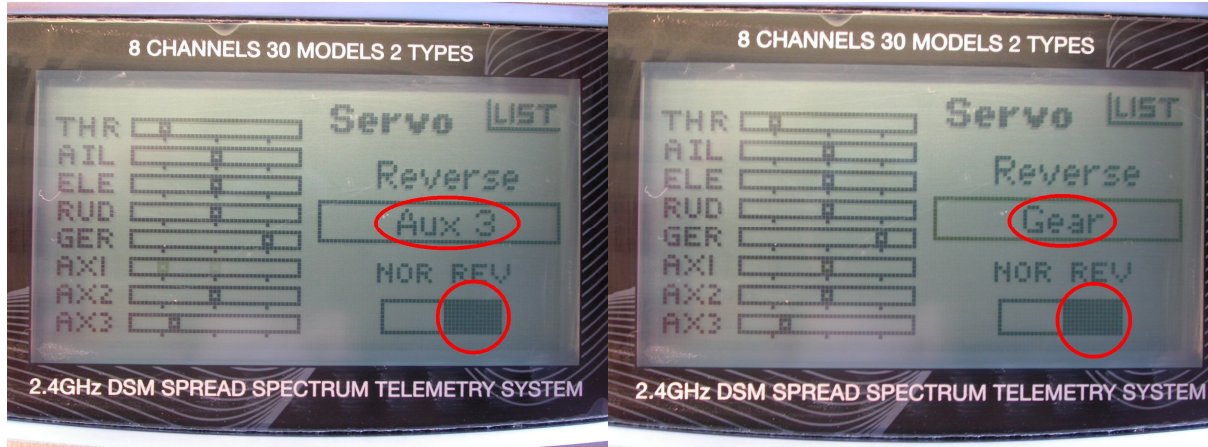 8 CHANNELS 30 MODELS 2 TYPES
Servo LIST
THR
AIL
ELE
RUD
GER
AX1
AX2
AX3
Reverse
Aux 3
NOR REV
2.4GHz DSM SPREAD SPECTRUM TELEMETRY SYSTEM
8 CHANNELS 30 MODELS 2 TYPES
Servo LIST
THR
AIL
ELE
RUD
GER
AX1
AX2
AX3
Reverse
Gear
NOR REV
2.4GHz DSM SPREAD SPECTRUM TELEMETRY SYSTEM